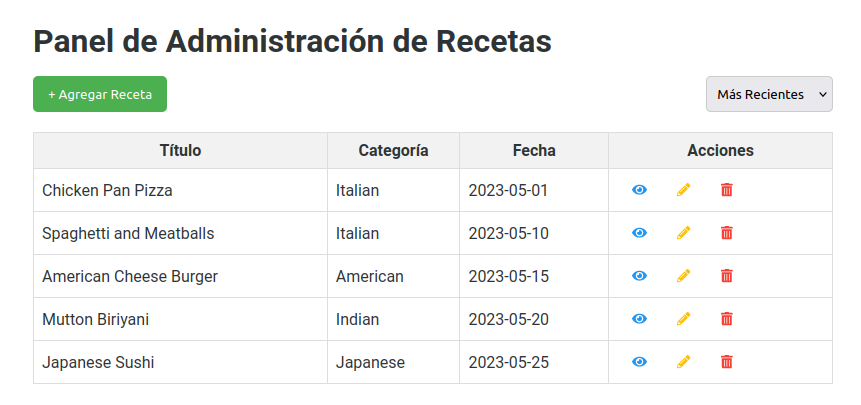 Panel de Administración de Recetas
+ Agregar Receta
Más Recientes
Título Categoría Fecha Acciones
Chicken Pan Pizza Italian 2023-05-01
Spaghetti and Meatballs Italian 2023-05-10
American Cheese Burger American 2023-05-15
Mutton Biriyani Indian 2023-05-20
Japanese Sushi Japanese 2023-05-25